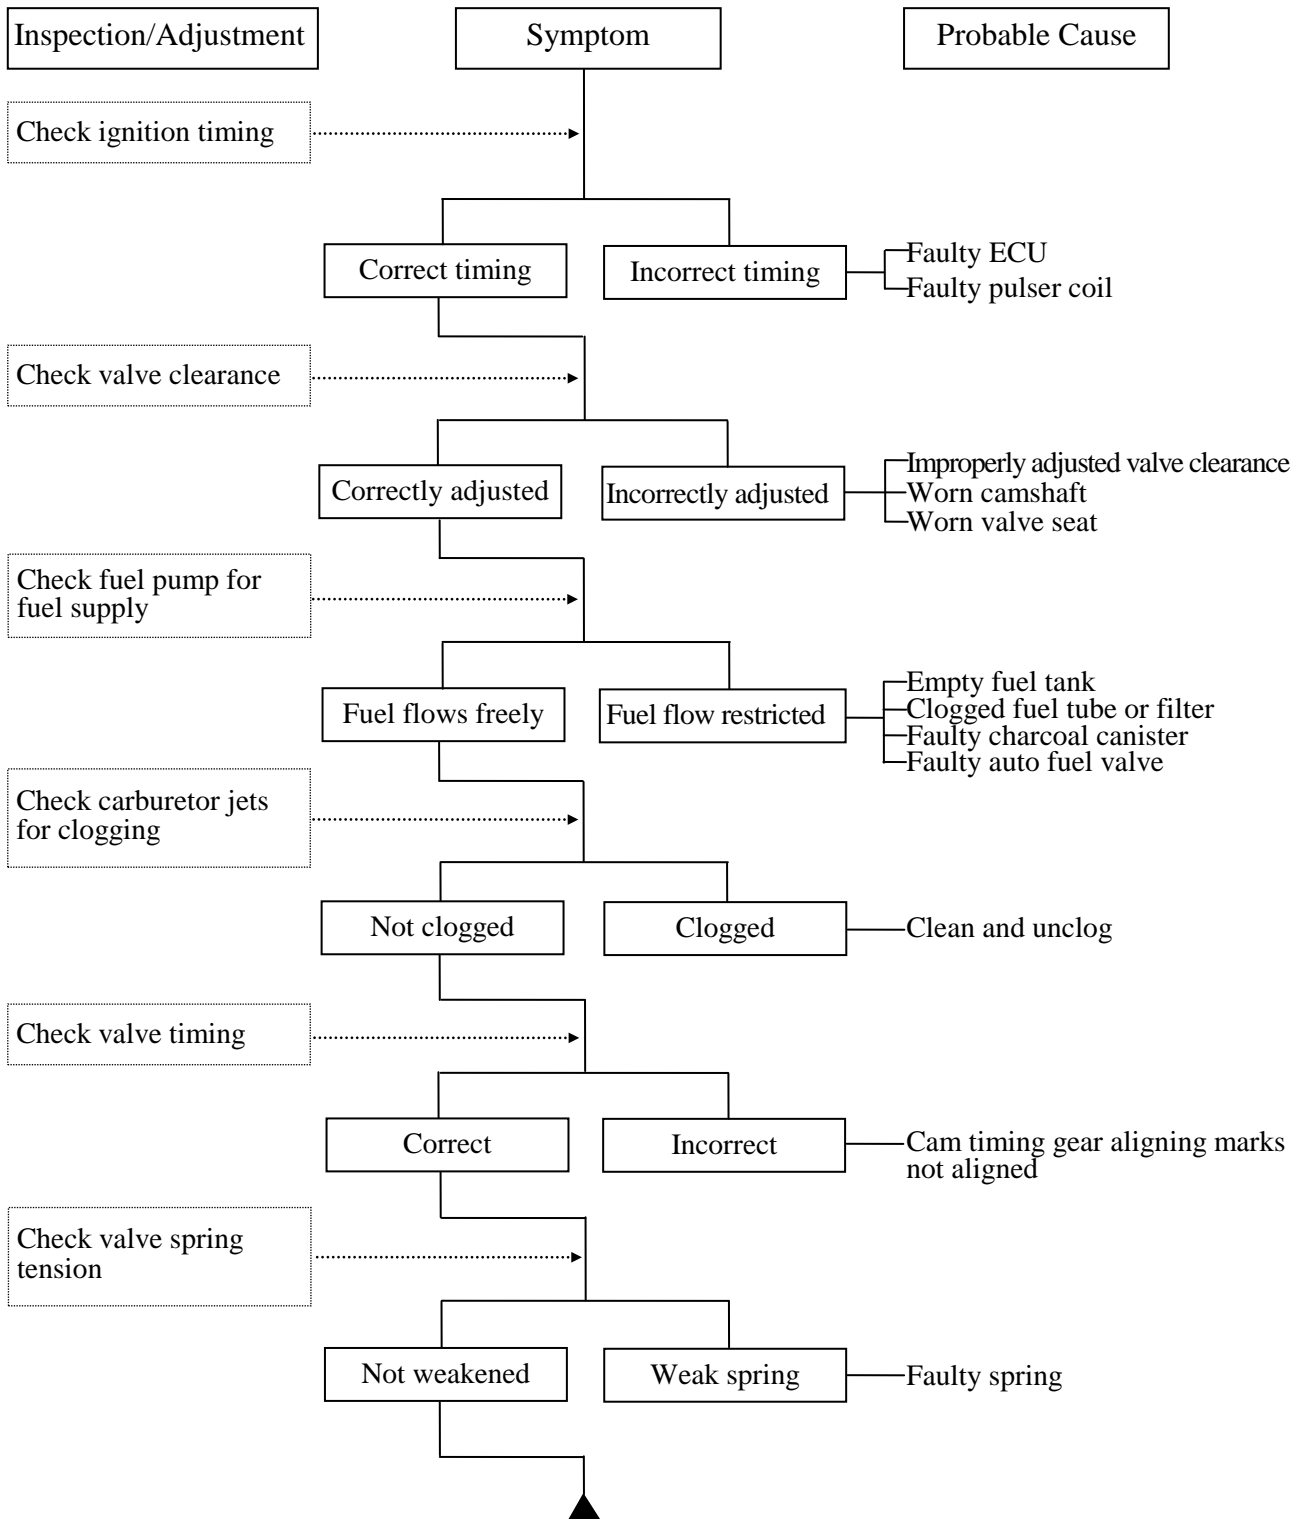 Inspection/Adjustment
Symptom
Probable Cause
Check ignition timing
Correct timing
Incorrect timing
Faulty ECU
Faulty pulser coil
Check valve clearance
Correctly adjusted
Incorrectly adjusted
Improperly adjusted valve clearance
Worn camshaft
Worn valve seat
Check fuel pump for
fuel supply
Fuel flows freely
Fuel flow restricted
Empty fuel tank
Clogged fuel tube or filter
Faulty charcoal canister
Faulty auto fuel valve
Check carburetor jets
for clogging
Not clogged
Clogged
Clean and unclog
Check valve timing
Correct
Incorrect
Cam timing gear aligning marks
not aligned
Check valve spring
tension
Not weakened
Weak spring
Faulty spring